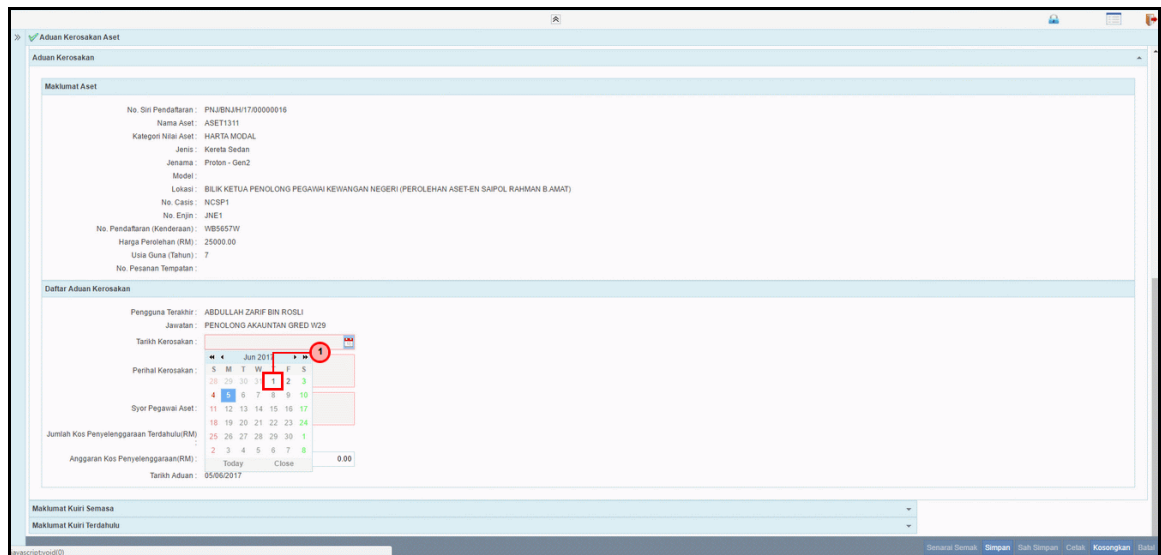 Aduan Kerosakan Aset
Aduan Kerosakan
Maklumat Aset
No. Siri Pendaftaran : PNJ/BNJ/H/17/00000016
Nama Aset : ASET1311
Kategori Nilai Aset : HARTA MODAL
Jenis : Kereta Sedan
Jenama : Proton - Gen2
Model :
Lokasi : BILIK KETUA PENOLONG PEGAWAI KEWANGAN NEGERI (PEROLEHAN ASET-EN SAIPOL RAHMAN B.AMAT)
No. Casis : NCSP1
No. Enjin : JNE1
No. Pendaftaran (Kenderaan) : WB5657W
Harga Perolehan (RM) : 25000.00
Usia Guna (Tahun) : 7
No. Pesanan Tempatan :
Daftar Aduan Kerosakan
Pengguna Terakhir : ABDULLAH ZARIF BIN ROSLI
Jawatan : PENOLONG AKAUNTAN GRED W29
Tarikh Kerosakan :
1
Jun 2017
Perihal Kerosakan :
S M T W F S
28 29 30 31 1 2 3
4 5 6 7 8 9 10
Syor Pegawai Aset :
11 12 13 14 15 16 17
18 19 20 21 22 23 24
Jumlah Kos Penyelenggaraan Terdahulu(RM) :
25 26 27 28 29 30 1
2 3 4 5 6 7 8
Anggaran Kos Penyelenggaraan(RM) : 0.00
Today Close
Tarikh Aduan : 05/06/2017
Maklumat Kuiri Semasa
Maklumat Kuiri Terdahulu
avascript:void(0)
Senarai Semak Simpan Sah Simpan Cetak Kosongkan Batal